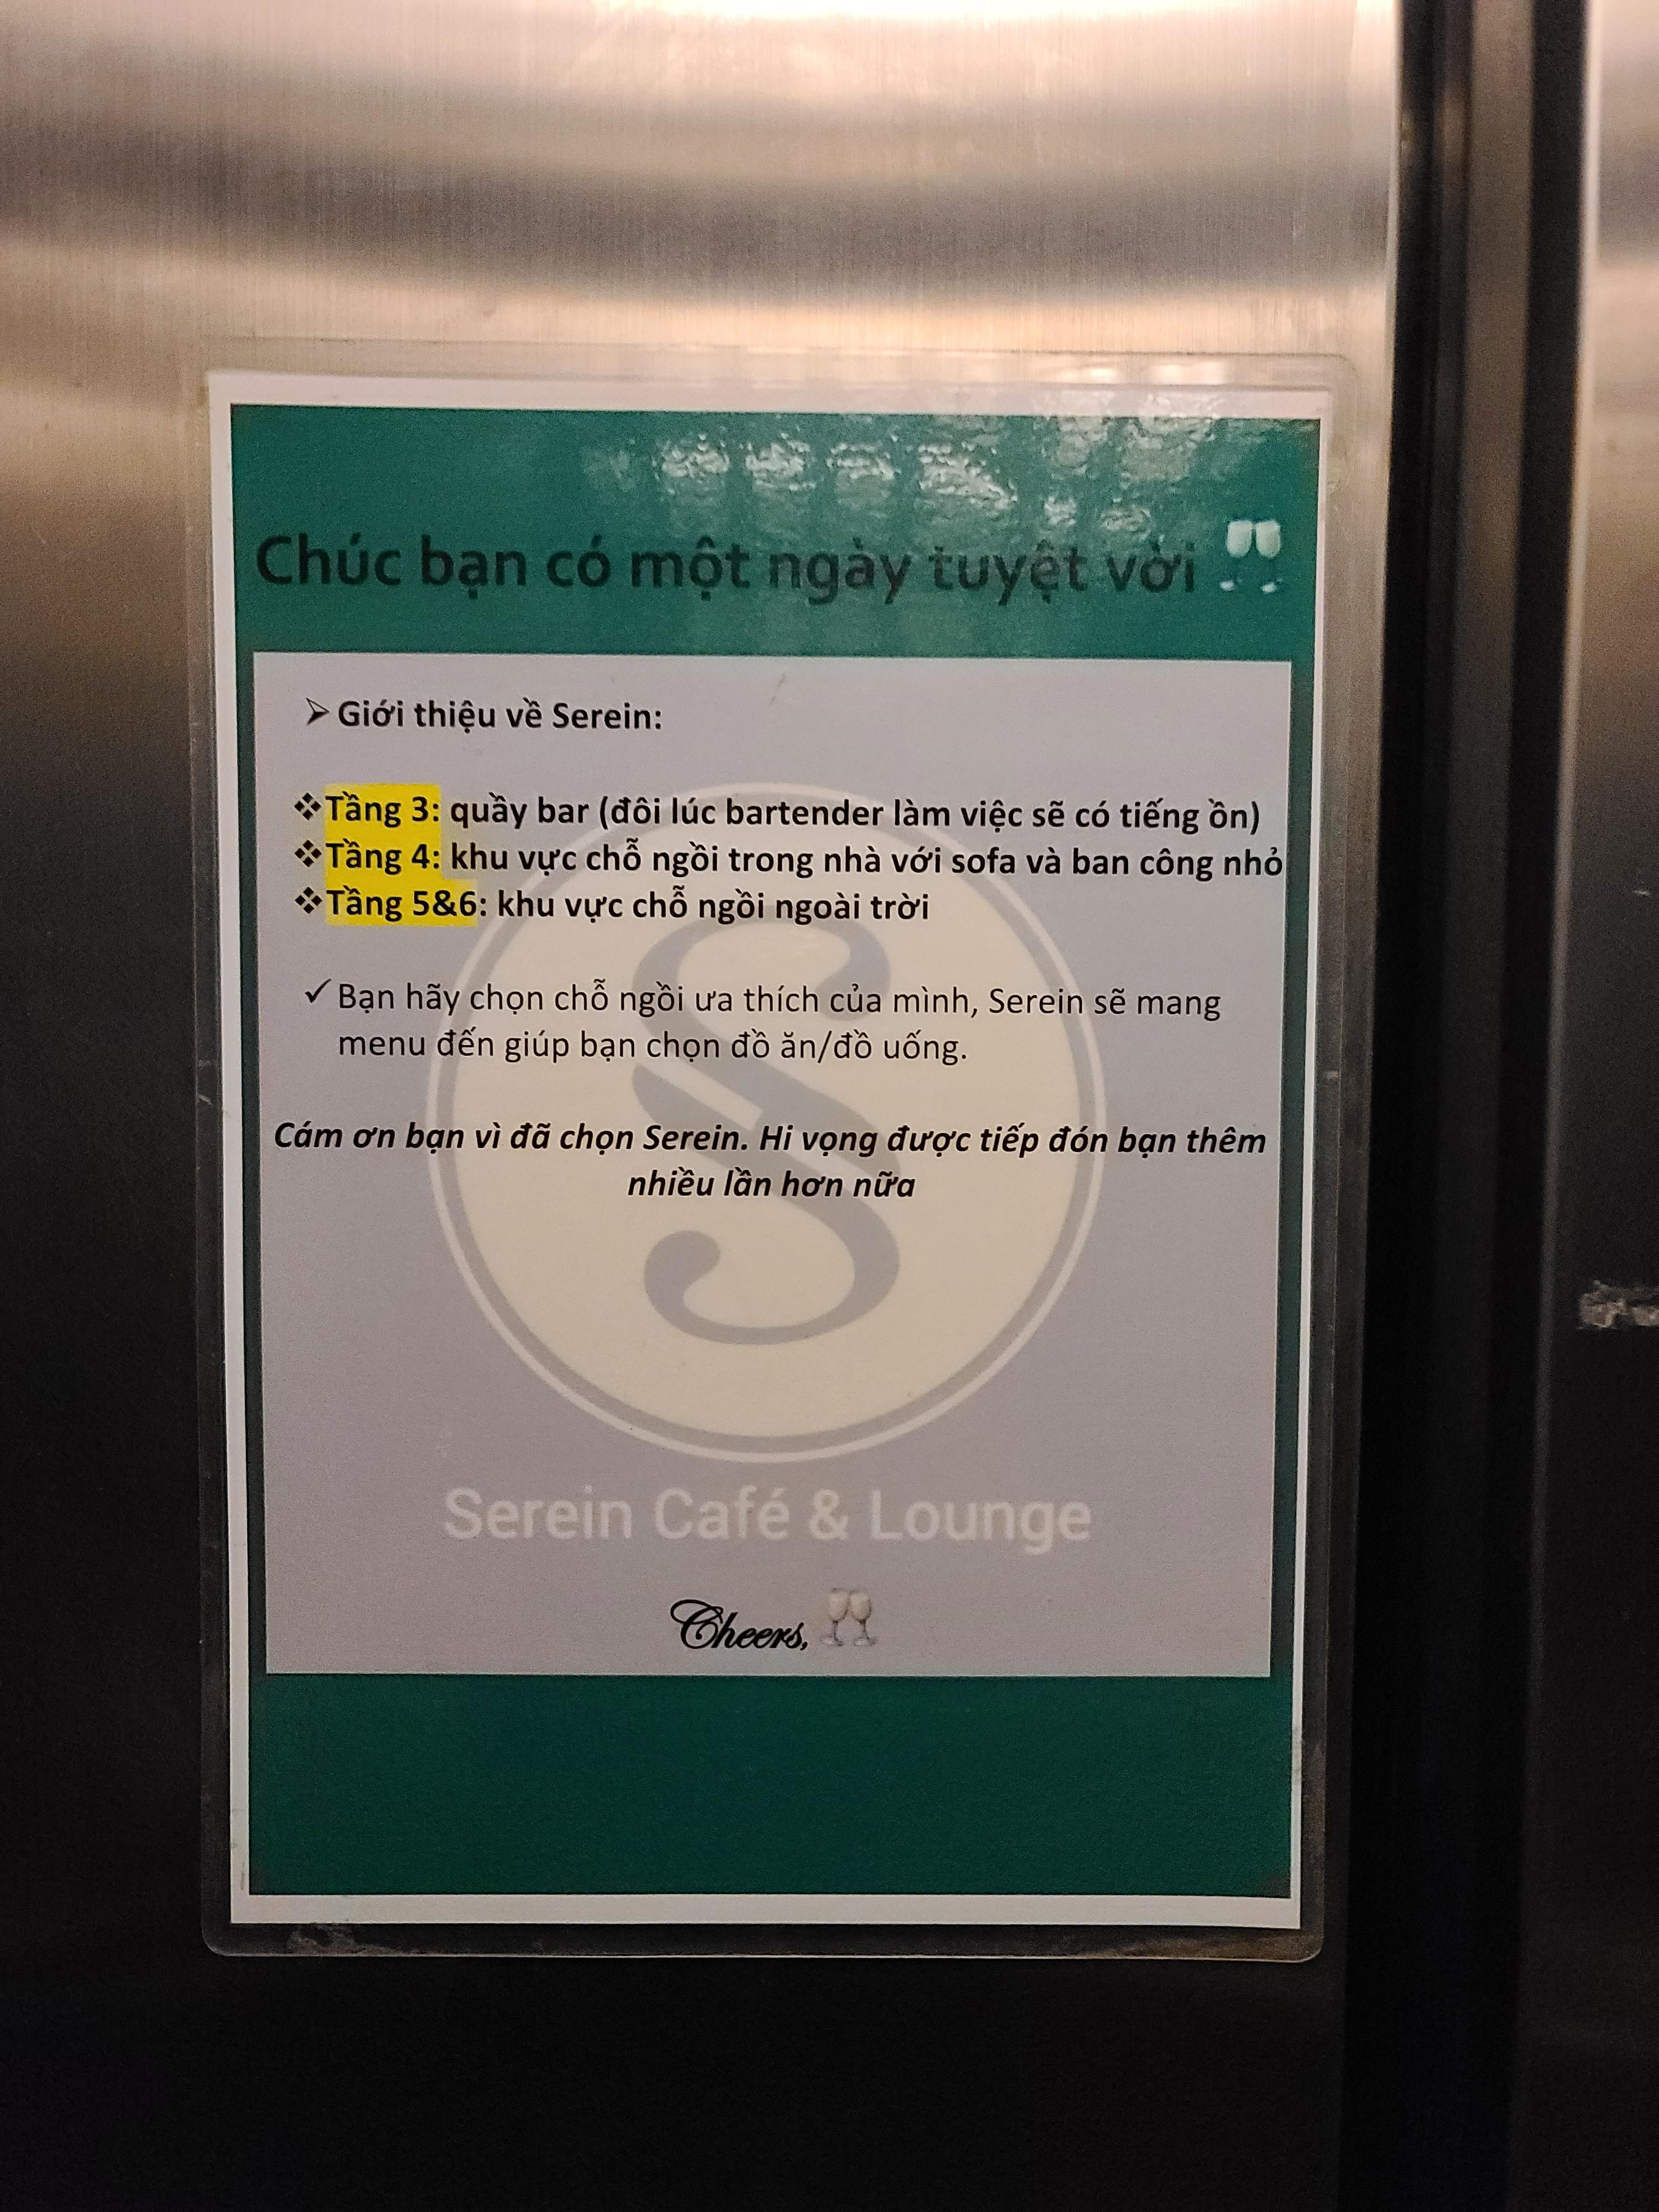 Chúc bạn có một ngày tuyệt vời
Giới thiệu về Serein:
Tầng 3: quầy bar (đôi lúc bartender làm việc sẽ có tiếng ồn)
Tầng 4: khu vực chỗ ngồi trong nhà với sofa và ban công nhỏ
Tầng 5&6: khu vực chỗ ngồi ngoài trời
Bạn hãy chọn chỗ ngồi ưa thích của mình, Serein sẽ mang
menu đến giúp bạn chọn đồ ăn/đồ uống.
Cám ơn bạn vì đã chọn Serein. Hi vọng được tiếp đón bạn thêm
nhiều lần hơn nữa
Serein Café & Lounge
Cheers,